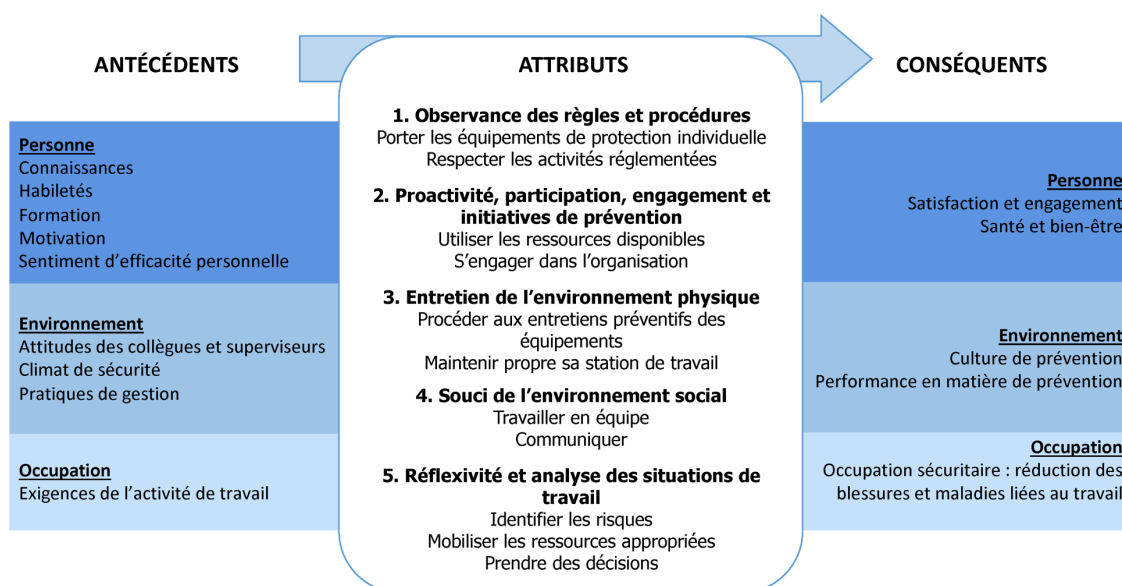 ANTÉCÉDENTS
Personne
Connaissances
Habiletés
Formation
Motivation
Sentiment d’efficacité personnelle
Environnement
Attitudes des collègues et superviseurs
Climat de sécurité
Pratiques de gestion
Occupation
Exigences de l’activité de travail
ATTRIBUTS
1. Observance des règles et procédures
Porter les équipements de protection individuelle
Respecter les activités réglementées
2. Proactivité, participation, engagement et
initiatives de prévention
Utiliser les ressources disponibles
S’engager dans l’organisation
3. Entretien de l’environnement physique
Procéder aux entretiens préventifs des
équipements
Maintenir propre sa station de travail
4. Souci de l’environnement social
Travailler en équipe
Communiquer
5. Réflexivité et analyse des situations de
travail
Identifier les risques
Mobiliser les ressources appropriées
Prendre des décisions
CONSÉQUENTS
Personne
Satisfaction et engagement
Santé et bien-être
Environnement
Culture de prévention
Performance en matière de prévention
Occupation
Occupation sécuritaire : réduction des
blessures et maladies liées au travail